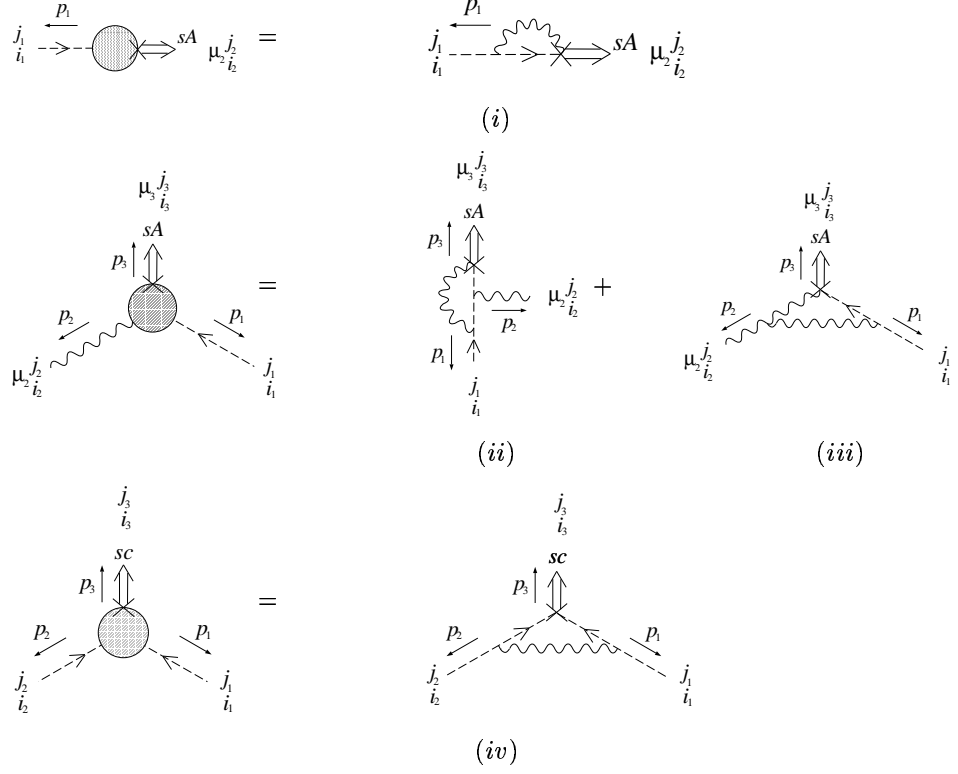 p₁ p₁
j₁ i₁ sA μ₂ j₂ i₂ = j₁ i₁ sA μ₂ j₂ i₂
(i)
μ₃ j₃ i₃ μ₃ j₃ i₃ μ₃ j₃ i₃
sA sA sA
p₃ = p₃ + p₃
p₂ p₁ μ₂ j₂ i₂ p₂ p₂ p₁
p₁
μ₂ j₂ i₂ j₁ i₁ j₁ i₁ μ₂ j₂ i₂ j₁ i₁
(ii) (iii)
j₃ i₃ j₃ i₃
sc sc
p₃ = p₃
p₂ p₁ p₂ p₁
j₂ i₂ j₁ i₁ j₂ i₂ j₁ i₁
(iv)